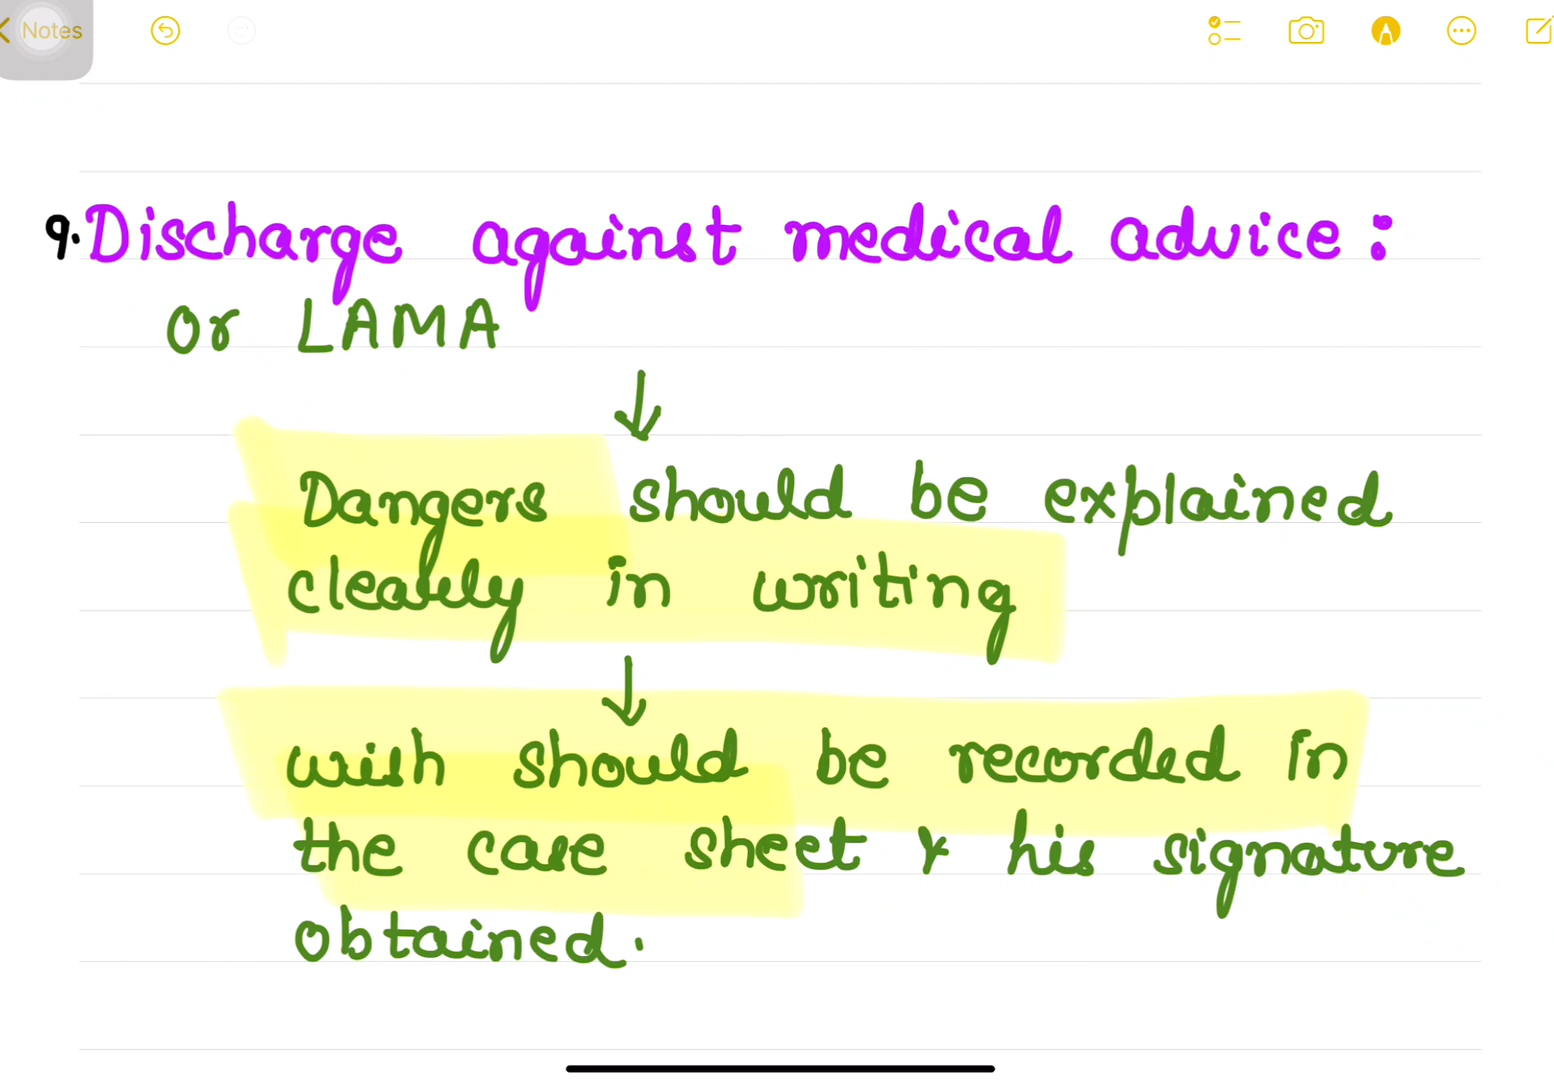 Notes
9. Discharge against medical advice :
or LAMA
↓
Dangers should be explained
clearly in writing
↓
wish should be recorded in
the case sheet & his signature
obtained.